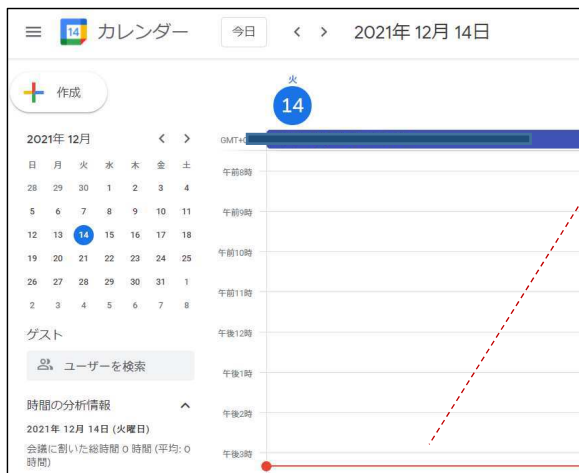 14 カレンダー 今日 2021年 12月 14日
作成
火
14
2021年 12月
日 月 火 水 木 金 土
28 29 30 1 2 3 4
5 6 7 8 9 10 11
12 13 14 15 16 17 18
19 20 21 22 23 24 25
26 27 28 29 30 31 1
2 3 4 5 6 7 8
ゲスト
ユーザーを検索
時間の分析情報
2021年 12月 14日 (火曜日)
会議に割いた総時間 0 時間 (平均: 0
時間)
午前8時
午前9時
午前10時
午前11時
午後12時
午後1時
午後2時
午後3時